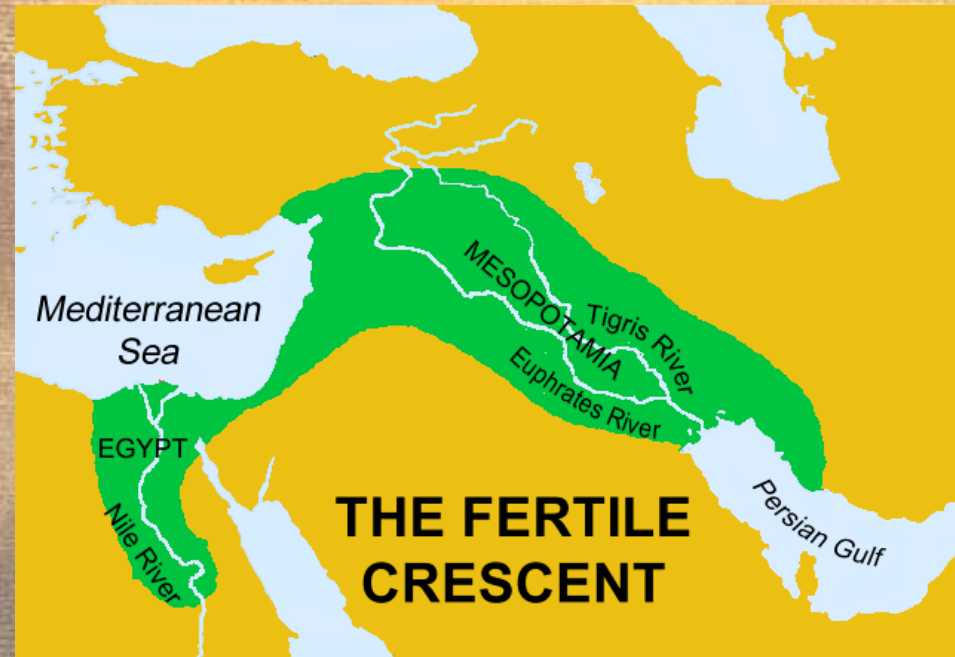 MESOPOTAMIA
Tigris River
Mediterranean
Sea
Euphrates River
EGYPT
Nile River
THE FERTILE
CRESCENT
Persian Gulf